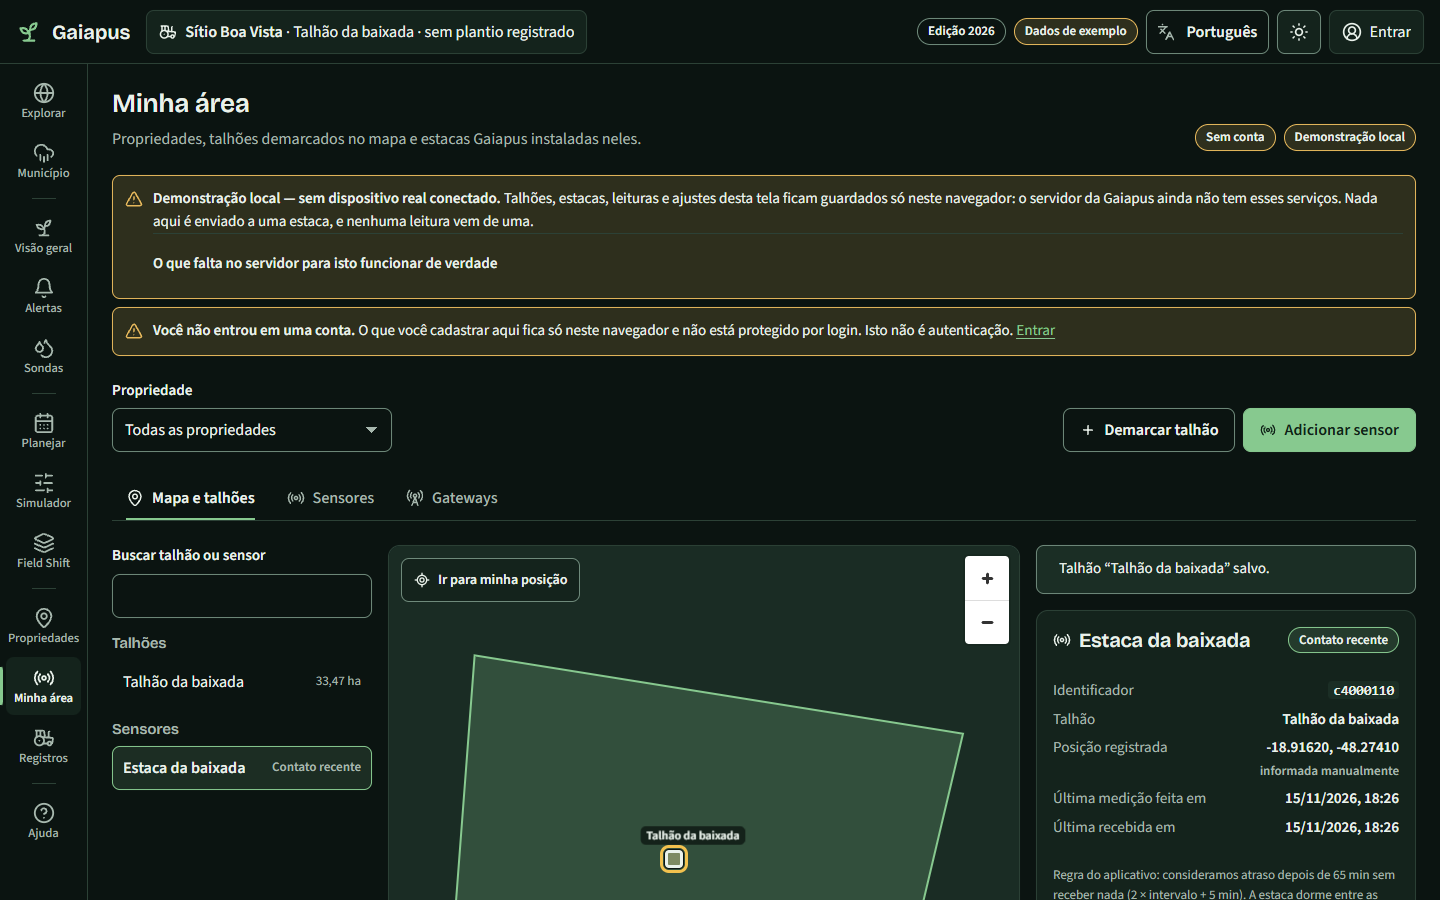 Gaiapus
Sítio Boa Vista · Talhão da baixada · sem plantio registrado
Edição 2026
Dados de exemplo
Português
Entrar
Explorar
Município
Visão geral
Alertas
Sondas
Planejar
Simulador
Field Shift
Propriedades
Minha área
Registros
Ajuda
Minha área
Propriedades, talhões demarcados no mapa e estacas Gaiapus instaladas neles.
Sem conta
Demonstração local
Demonstração local — sem dispositivo real conectado. Talhões, estacas, leituras e ajustes desta tela ficam guardados só neste navegador: o servidor da Gaiapus ainda não tem esses serviços. Nada
aqui é enviado a uma estaca, e nenhuma leitura vem de uma.
O que falta no servidor para isto funcionar de verdade
Você não entrou em uma conta. O que você cadastrar aqui fica só neste navegador e não está protegido por login. Isto não é autenticação. Entrar
Propriedade
Todas as propriedades
Demarcar talhão
Adicionar sensor
Mapa e talhões
Sensores
Gateways
Buscar talhão ou sensor
Talhões
Talhão da baixada
33,47 ha
Sensores
Estaca da baixada
Contato recente
Ir para minha posição
+
−
Talhão da baixada
Talhão “Talhão da baixada” salvo.
Estaca da baixada
Contato recente
Identificador
c4000110
Talhão
Talhão da baixada
Posição registrada
-18.91620, -48.27410
informada manualmente
Última medição feita em
15/11/2026, 18:26
Última recebida em
15/11/2026, 18:26
Regra do aplicativo: consideramos atraso depois de 65 min sem
receber nada (2 × intervalo + 5 min). A estaca dorme entre as